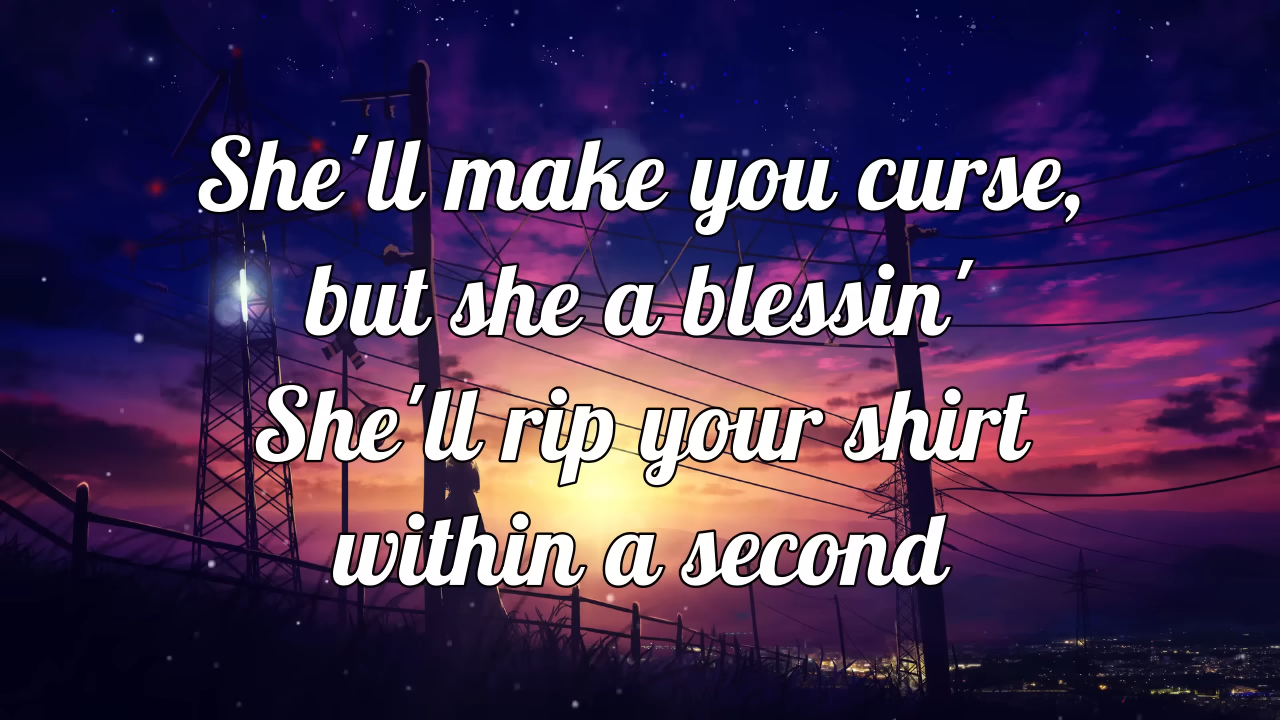 She'll make you curse,
but she a blessin'
She'll rip your shirt
within a second